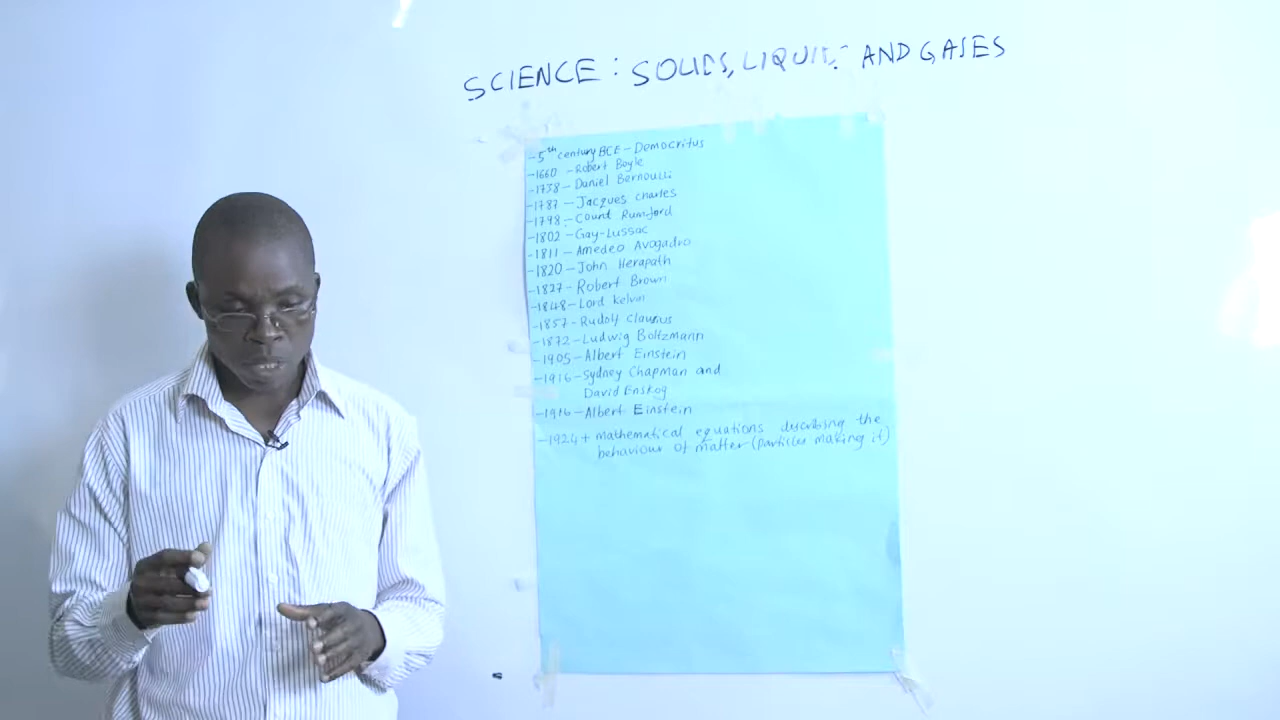 SCIENCE: SOLIDS, LIQUIDS AND GASES
-5th century BCE - Democritus
-1660 - Robert Boyle
-1738 - Daniel Bernoulli
-1787 - Jacques charles
-1798 - Count Rumford
-1802 - Gay-Lussac
-1811 - Amedeo Avogadro
-1820 - John Herapath
-1827 - Robert Brown
-1848 - Lord Kelvin
-1857 - Rudolf Clausius
-1872 - Ludwig Boltzmann
-1905 - Albert Einstein
-1916 - Sydney Chapman and
David Enskog
-1916 - Albert Einstein
-1924 + mathematical equations describing the
behaviour of matter (particles making it)